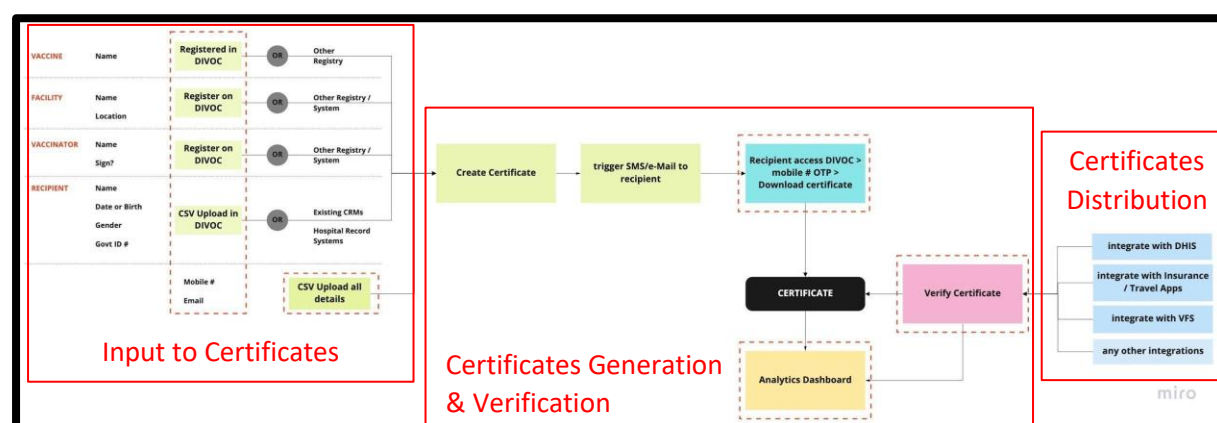 VACCINE
Name
Registered in
DIVOC
OR
Other
Registry
FACILITY
Name
Location
Register on
DIVOC
OR
Other Registry /
System
VACCINATOR
Name
Sign?
Register on
DIVOC
OR
Other Registry /
System
RECIPIENT
Name
Date or Birth
Gender
Govt ID #
CSV Upload in
DIVOC
OR
Existing CRMs
Hospital Record
Systems
Mobile #
Email
CSV Upload all
details
Input to Certificates
Create Certificate
trigger SMS/e-Mail to
recipient
Recipient access DIVOC >
mobile # OTP >
Download certificate
CERTIFICATE
Verify Certificate
Analytics Dashboard
Certificates Generation
& Verification
Certificates
Distribution
integrate with DHIS
integrate with Insurance
/ Travel Apps
integrate with VFS
any other integrations
miro